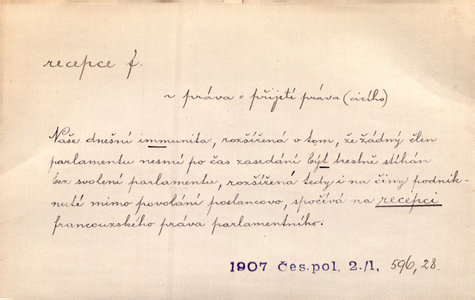 recepce f.
~ práva = přijetí práva (cizího)
Naše dnešní immunita, rozšířená v tom, že žádný člen
parlamentu nesmí po čas zasedání být trestně stíhán
bez svolení parlamentu, rozšířená tedy i na činy podnik-
nuté mimo povolání poslancovo, spočívá na recepci
francouzského práva parlamentního.
1907 Čes. pol. 2./1, 596, 28.